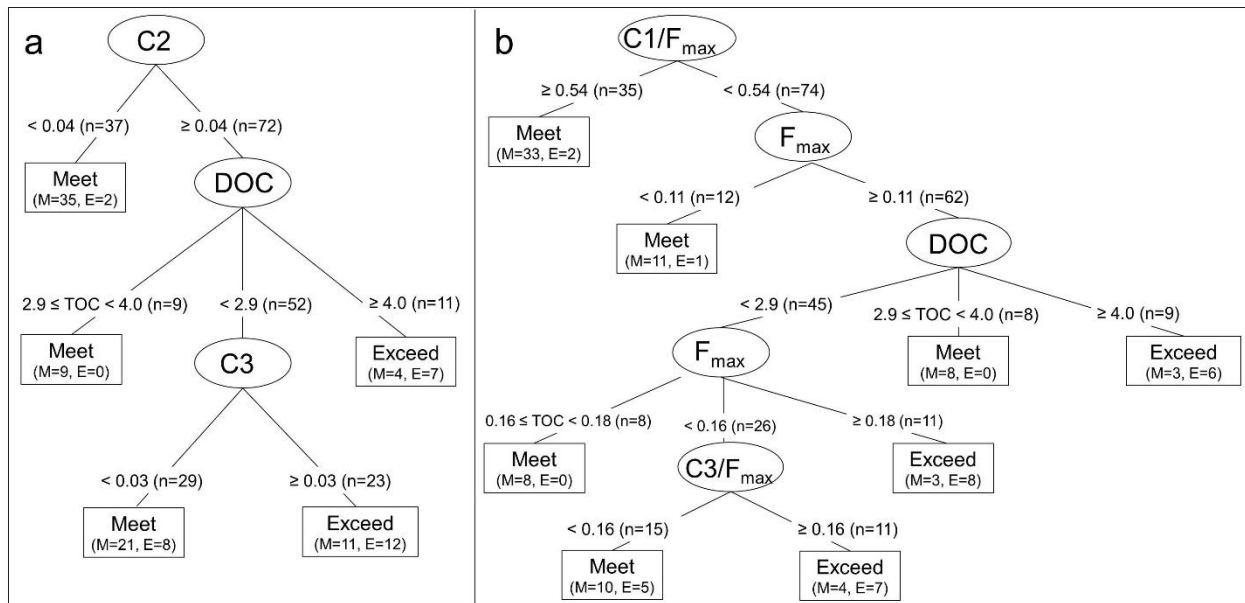 a
C2
< 0.04 (n=37)
≥ 0.04 (n=72)
Meet
(M=35, E=2)
DOC
2.9 ≤ TOC < 4.0 (n=9)
< 2.9 (n=52)
≥ 4.0 (n=11)
Meet
(M=9, E=0)
C3
Exceed
(M=4, E=7)
< 0.03 (n=29)
≥ 0.03 (n=23)
Meet
(M=21, E=8)
Exceed
(M=11, E=12)
b
C1/Fmax
≥ 0.54 (n=35)
< 0.54 (n=74)
Meet
(M=33, E=2)
Fmax
< 0.11 (n=12)
≥ 0.11 (n=62)
Meet
(M=11, E=1)
DOC
< 2.9 (n=45)
2.9 ≤ TOC < 4.0 (n=8)
≥ 4.0 (n=9)
Fmax
Meet
(M=8, E=0)
Exceed
(M=3, E=6)
0.16 ≤ TOC < 0.18 (n=8)
< 0.16 (n=26)
≥ 0.18 (n=11)
Meet
(M=8, E=0)
C3/Fmax
Exceed
(M=3, E=8)
< 0.16 (n=15)
≥ 0.16 (n=11)
Meet
(M=10, E=5)
Exceed
(M=4, E=7)